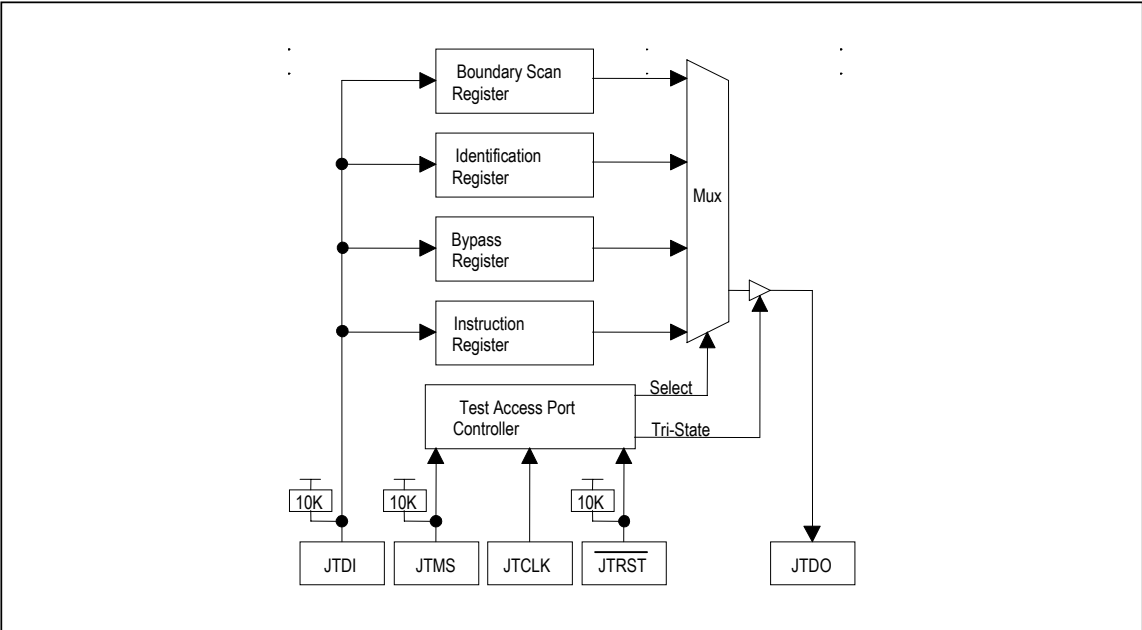 Boundary Scan
Register
Identification
Register
Mux
Bypass
Register
Instruction
Register
Select
Test Access Port
Controller
Tri-State
10K
10K
10K
JTDI
JTMS
JTCLK
JTRST
JTDO